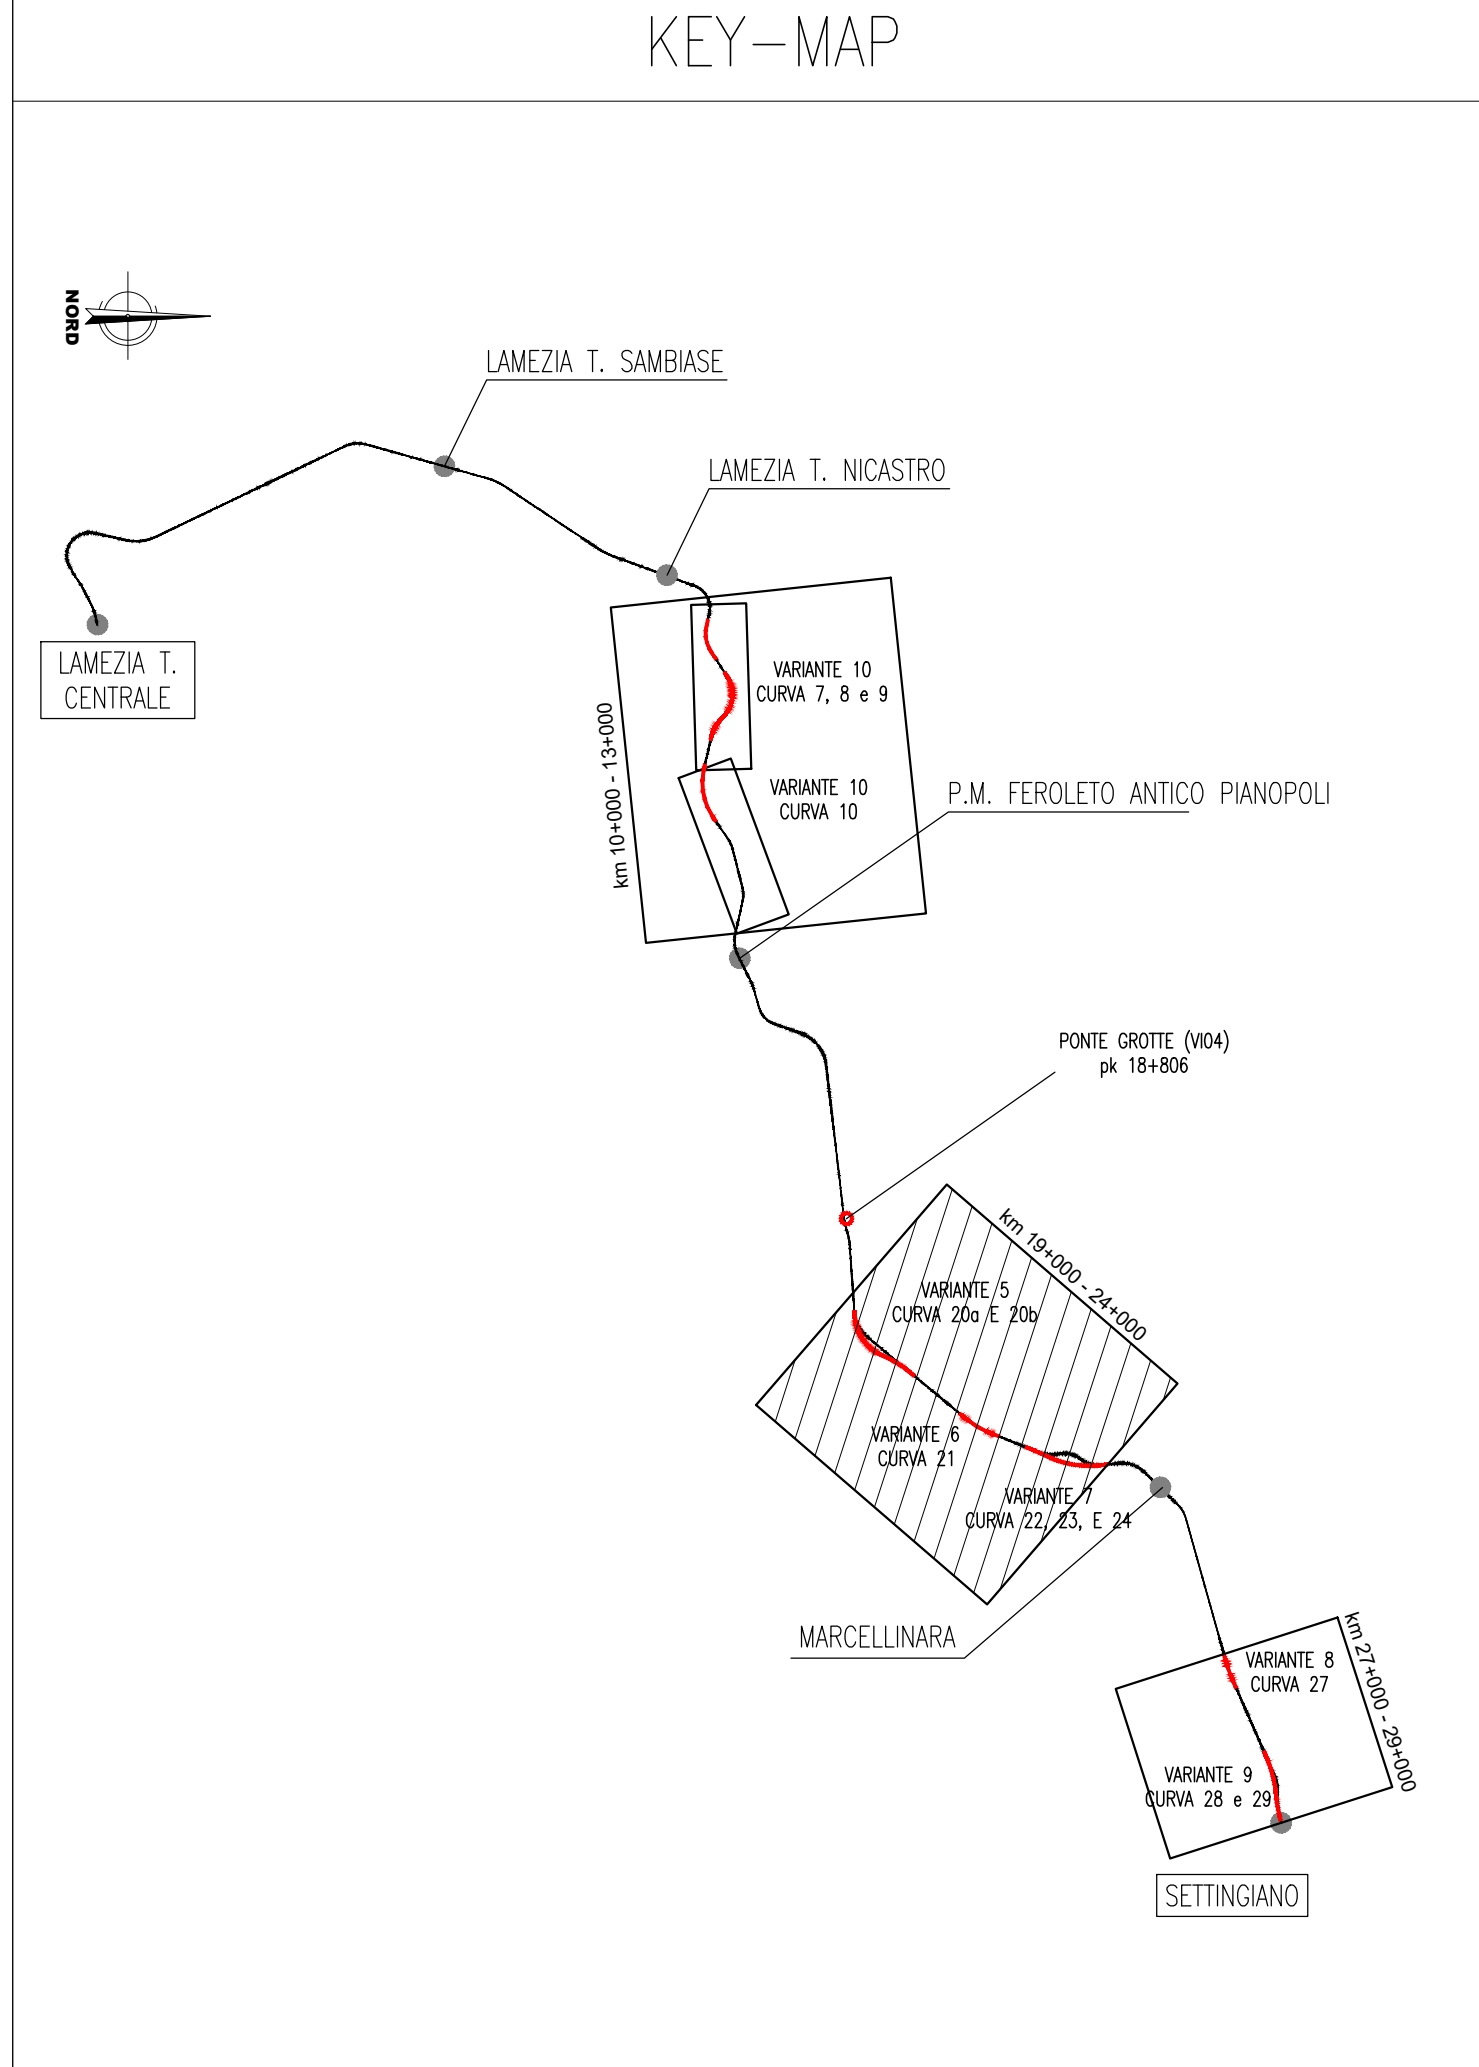 KEY-MAP
NORD
LAMEZIA T. SAMBIASE
LAMEZIA T. NICASTRO
LAMEZIA T.
CENTRALE
km 10+000 - 13+000
VARIANTE 10
CURVA 7, 8 e 9
VARIANTE 10
CURVA 10
P.M. FEROLETO ANTICO PIANOPOLI
PONTE GROTTE (VI04)
pk 18+806
km 19+000 - 24+000
VARIANTE 5
CURVA 20a E 20b
VARIANTE 6
CURVA 21
VARIANTE 7
CURVA 22, 23, E 24
MARCELLINARA
km 27+000 - 29+000
VARIANTE 8
CURVA 27
VARIANTE 9
CURVA 28 e 29
SETTINGIANO